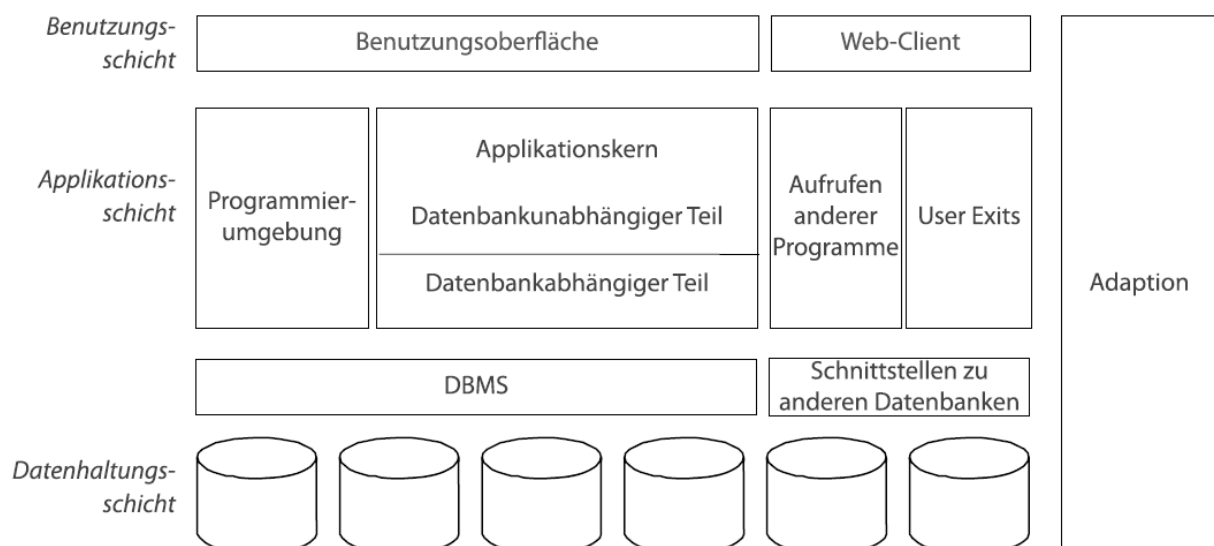 Benutzungs-
schicht
Benutzungsoberfläche
Web-Client
Applikations-
schicht
Programmier-
umgebung
Applikationskern
Datenbankunabhängiger Teil
Datenbankabhängiger Teil
Aufrufen
anderer
Programme
User Exits
Adaption
DBMS
Schnittstellen zu
anderen Datenbanken
Datenhaltungs-
schicht